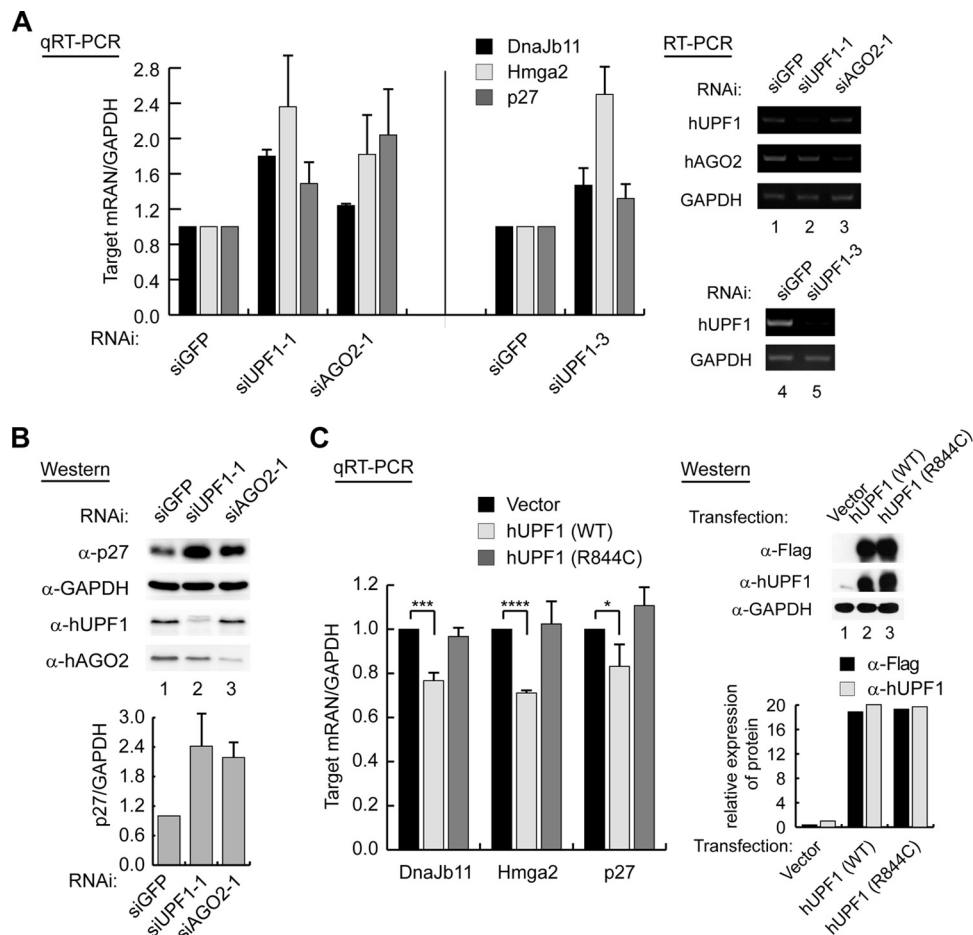 A
qRT-PCR
DnaJb11
Hmga2
p27
Target mRAN/GAPDH
2.8
2.4
2.0
1.6
1.2
0.8
0.4
0.0
RNAi:
siGFP
siUPF1-1
siAGO2-1
siGFP
siUPF1-3
RT-PCR
RNAi:
siGFP
siUPF1-1
siAGO2-1
hUPF1
hAGO2
GAPDH
1 2 3
RNAi:
siGFP
siUPF1-3
hUPF1
GAPDH
4 5
B
Western
RNAi:
siGFP
siUPF1-1
siAGO2-1
α-p27
α-GAPDH
α-hUPF1
α-hAGO2
1 2 3
p27/GAPDH
3.0
2.4
1.8
1.2
0.6
0.0
RNAi:
siGFP
siUPF1-1
siAGO2-1
C
qRT-PCR
Vector
hUPF1 (WT)
hUPF1 (R844C)
Target mRAN/GAPDH
1.2
1.0
0.8
0.6
0.4
0.2
0.0
***
****
*
DnaJb11
Hmga2
p27
Western
Transfection:
Vector
hUPF1 (WT)
hUPF1 (R844C)
α-Flag
α-hUPF1
α-GAPDH
1 2 3
α-Flag
α-hUPF1
relative expression
of protein
20
15
10
5
0
Transfection:
Vector
hUPF1 (WT)
hUPF1 (R844C)